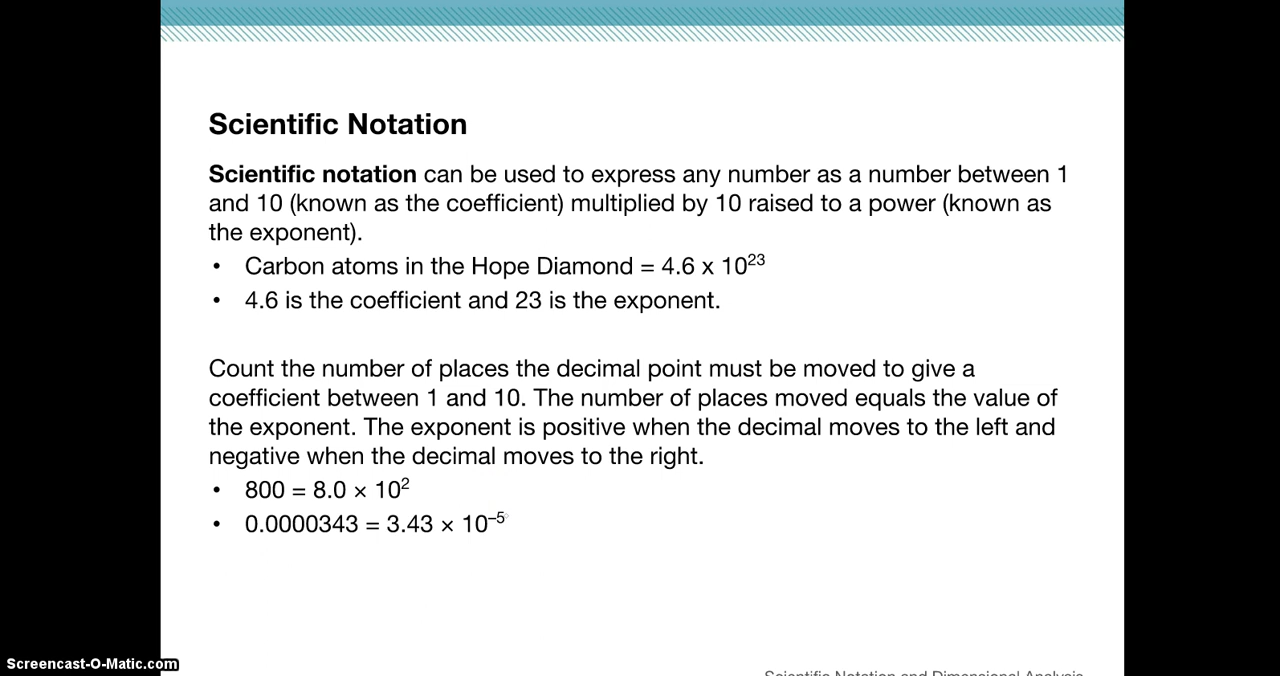 Scientific Notation
Scientific notation can be used to express any number as a number between 1
and 10 (known as the coefficient) multiplied by 10 raised to a power (known as
the exponent).
• Carbon atoms in the Hope Diamond = 4.6 x 10²³
• 4.6 is the coefficient and 23 is the exponent.
Count the number of places the decimal point must be moved to give a
coefficient between 1 and 10. The number of places moved equals the value of
the exponent. The exponent is positive when the decimal moves to the left and
negative when the decimal moves to the right.
• 800 = 8.0 × 10²
• 0.0000343 = 3.43 × 10⁻⁵
Screencast-O-Matic.com
Scientific Notation and Dimensional Analysis